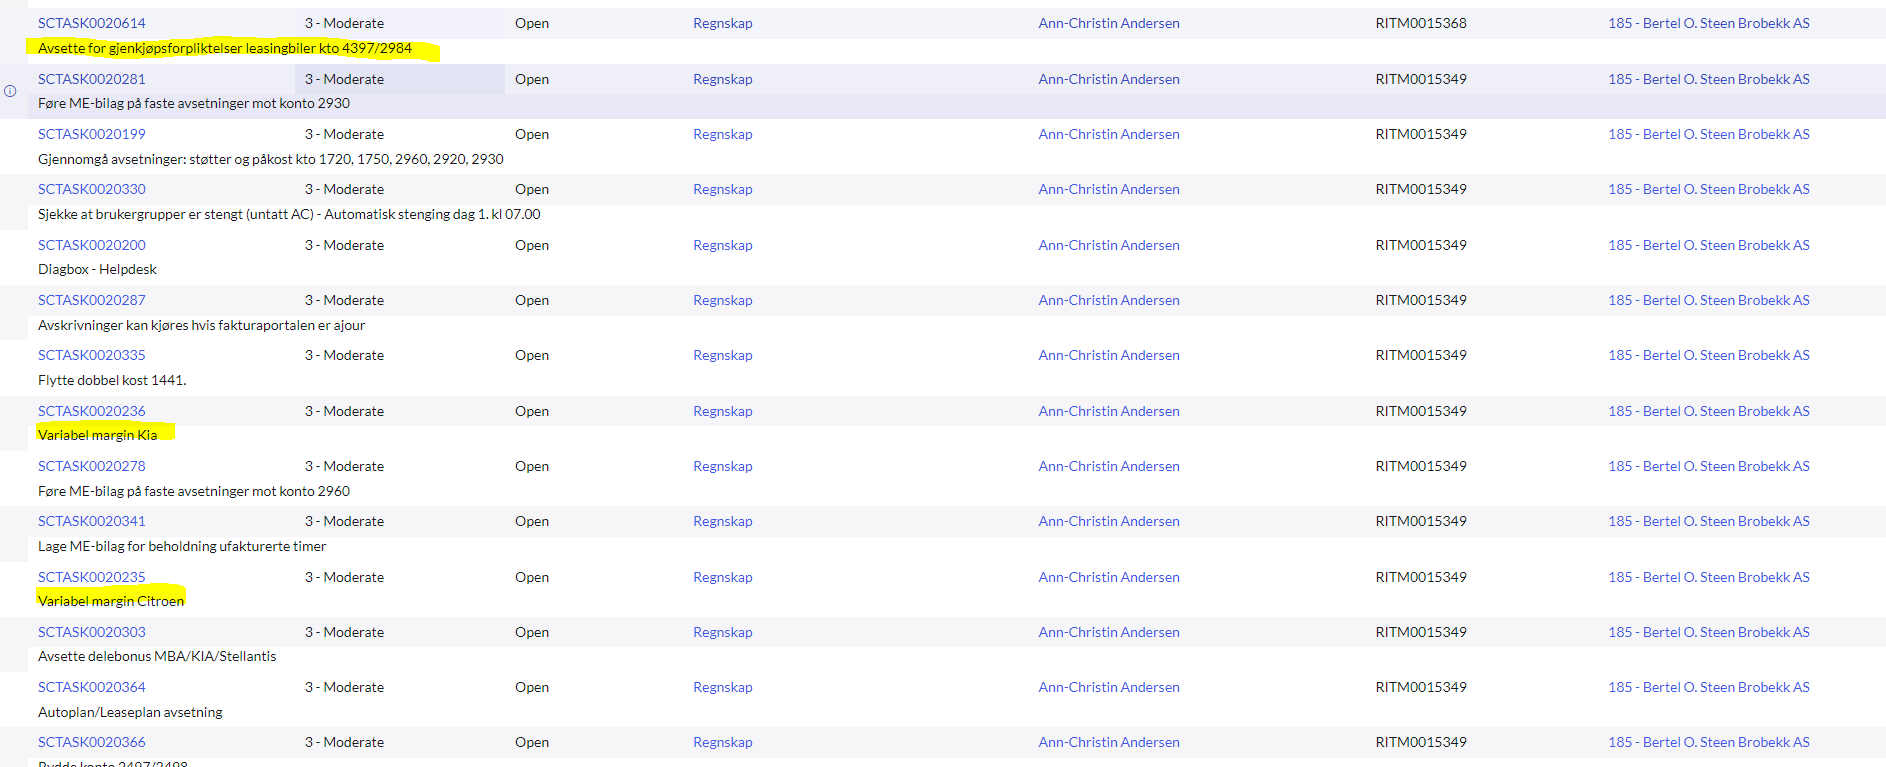 SCTASK0020614 3 - Moderate Open Regnskap Ann-Christin Andersen RITM0015368 185 - Bertel O. Steen Brobekk AS
Avsette for gjenkjøpsforpliktelser leasingbiler kto 4397/2984
SCTASK0020281 3 - Moderate Open Regnskap Ann-Christin Andersen RITM0015349 185 - Bertel O. Steen Brobekk AS
Føre ME-bilag på faste avsetninger mot konto 2930
SCTASK0020199 3 - Moderate Open Regnskap Ann-Christin Andersen RITM0015349 185 - Bertel O. Steen Brobekk AS
Gjennomgå avsetninger: støtter og påkost kto 1720, 1750, 2960, 2920, 2930
SCTASK0020330 3 - Moderate Open Regnskap Ann-Christin Andersen RITM0015349 185 - Bertel O. Steen Brobekk AS
Sjekke at brukergrupper er stengt (untatt AC) - Automatisk stenging dag 1. kl 07.00
SCTASK0020200 3 - Moderate Open Regnskap Ann-Christin Andersen RITM0015349 185 - Bertel O. Steen Brobekk AS
Diagbox - Helpdesk
SCTASK0020287 3 - Moderate Open Regnskap Ann-Christin Andersen RITM0015349 185 - Bertel O. Steen Brobekk AS
Avskrivninger kan kjøres hvis fakturaportalen er ajour
SCTASK0020335 3 - Moderate Open Regnskap Ann-Christin Andersen RITM0015349 185 - Bertel O. Steen Brobekk AS
Flytte dobbel kost 1441.
SCTASK0020236 3 - Moderate Open Regnskap Ann-Christin Andersen RITM0015349 185 - Bertel O. Steen Brobekk AS
Variabel margin Kia
SCTASK0020278 3 - Moderate Open Regnskap Ann-Christin Andersen RITM0015349 185 - Bertel O. Steen Brobekk AS
Føre ME-bilag på faste avsetninger mot konto 2960
SCTASK0020341 3 - Moderate Open Regnskap Ann-Christin Andersen RITM0015349 185 - Bertel O. Steen Brobekk AS
Lage ME-bilag for beholdning ufakturerte timer
SCTASK0020235 3 - Moderate Open Regnskap Ann-Christin Andersen RITM0015349 185 - Bertel O. Steen Brobekk AS
Variabel margin Citroen
SCTASK0020303 3 - Moderate Open Regnskap Ann-Christin Andersen RITM0015349 185 - Bertel O. Steen Brobekk AS
Avsette delebonus MBA/KIA/Stellantis
SCTASK0020364 3 - Moderate Open Regnskap Ann-Christin Andersen RITM0015349 185 - Bertel O. Steen Brobekk AS
Autoplan/Leaseplan avsetning
SCTASK0020366 3 - Moderate Open Regnskap Ann-Christin Andersen RITM0015349 185 - Bertel O. Steen Brobekk AS